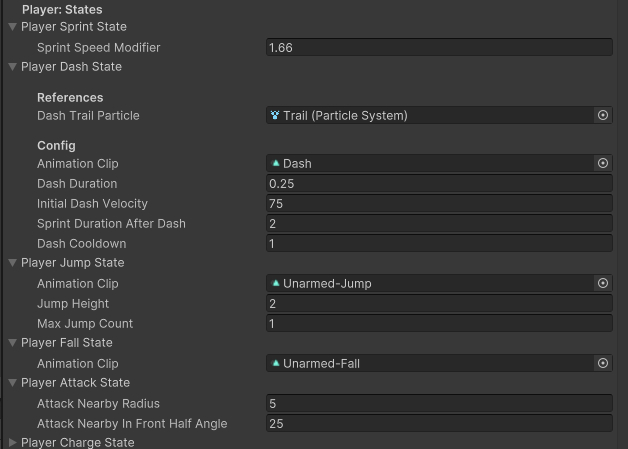 Player: States
Player Sprint State
Sprint Speed Modifier 1.66
Player Dash State
References
Dash Trail Particle Trail (Particle System)
Config
Animation Clip Dash
Dash Duration 0.25
Initial Dash Velocity 75
Sprint Duration After Dash 2
Dash Cooldown 1
Player Jump State
Animation Clip Unarmed-Jump
Jump Height 2
Max Jump Count 1
Player Fall State
Animation Clip Unarmed-Fall
Player Attack State
Attack Nearby Radius 5
Attack Nearby In Front Half Angle 25
Player Charge State